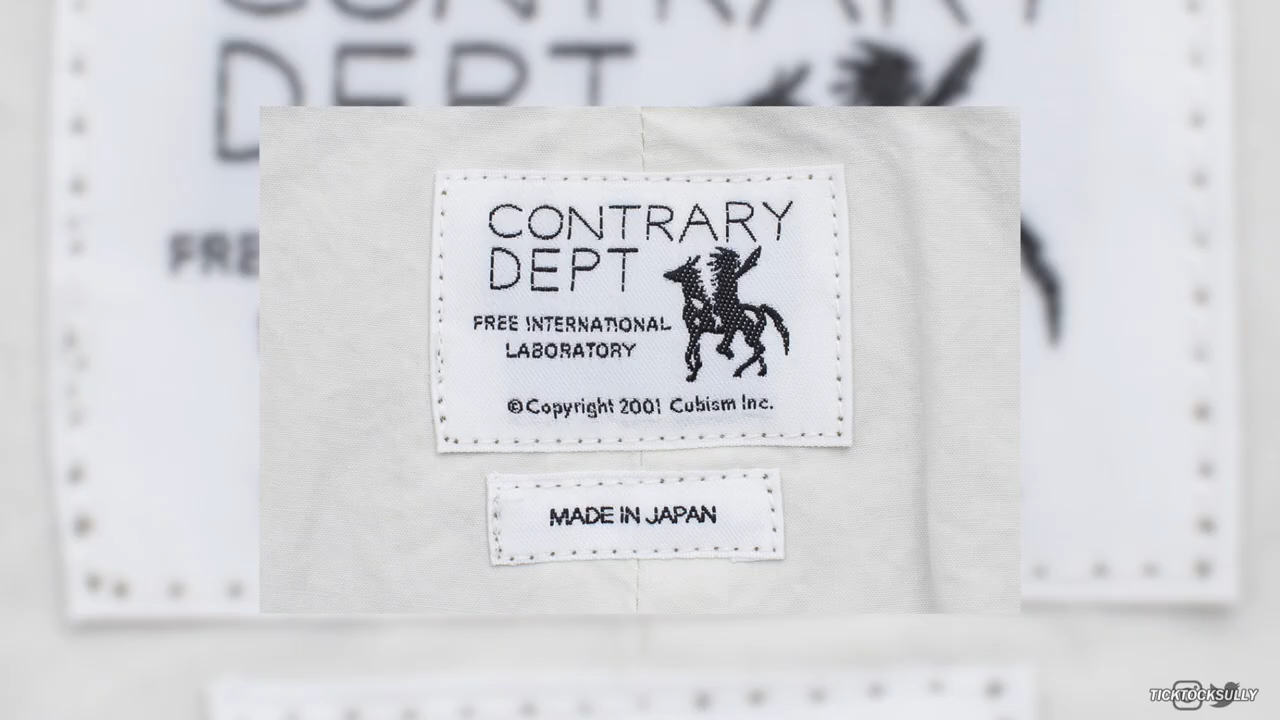 CONTRARY
DEPT
FREE INTERNATIONAL
LABORATORY
©Copyright 2001 Cubism Inc.
MADE IN JAPAN
TICKTOCKSULLY